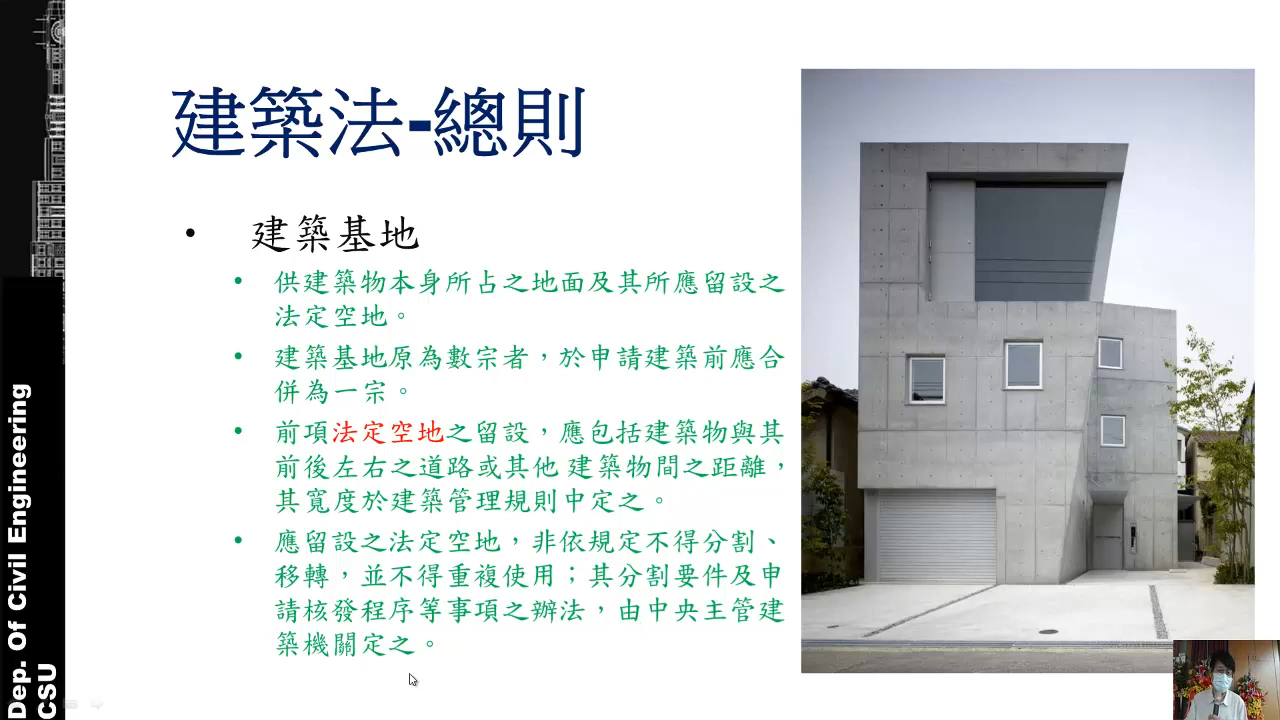 建築法-總則
• 建築基地
• 供建築物本身所占之地面及其所應留設之
法定空地。
• 建築基地原為數宗者，於申請建築前應合
併為一宗。
• 前項法定空地之留設，應包括建築物與其
前後左右之道路或其他 建築物間之距離，
其寬度於建築管理規則中定之。
• 應留設之法定空地，非依規定不得分割、
移轉，並不得重複使用；其分割要件及申
請核發程序等事項之辦法，由中央主管建
築機關定之。
Dep. Of Civil Engineering
CSU